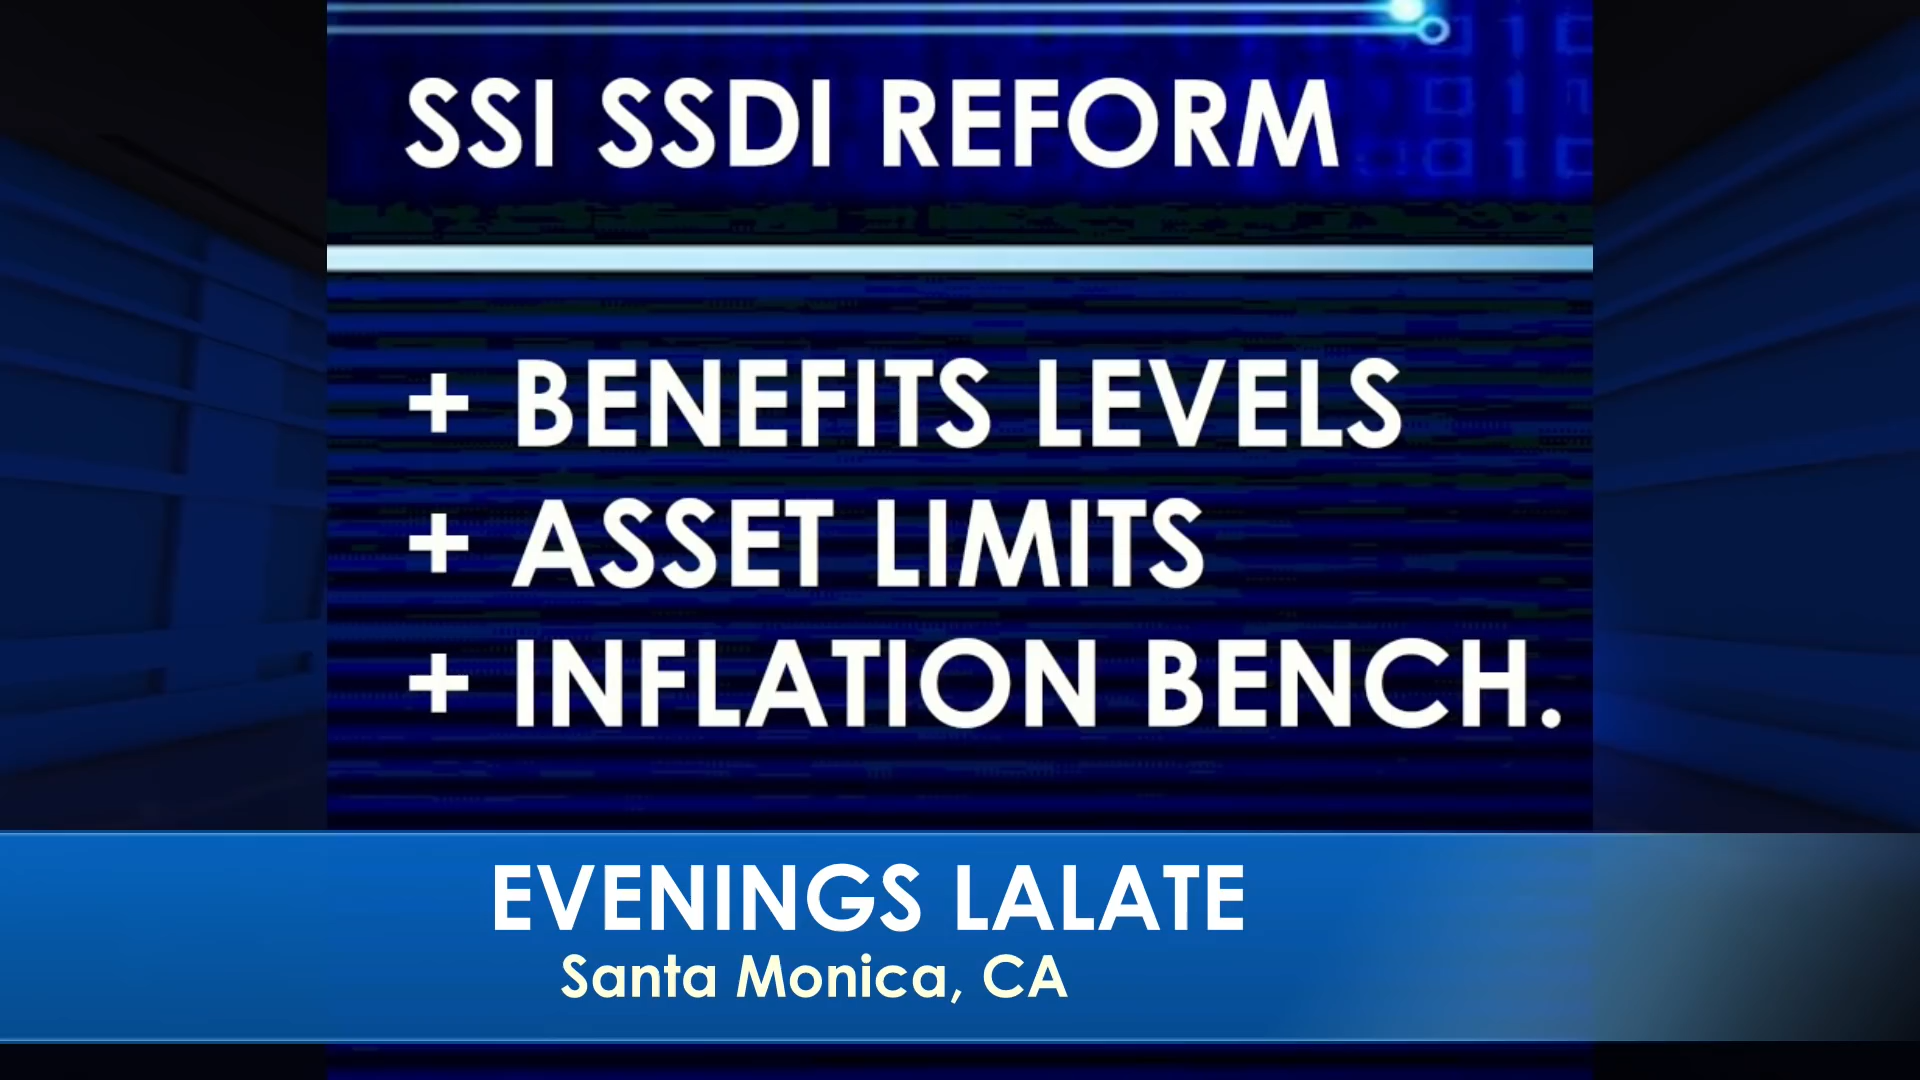 SSI SSDI REFORM
+ BENEFITS LEVELS
+ ASSET LIMITS
+ INFLATION BENCH.
EVENINGS LALATE
Santa Monica, CA